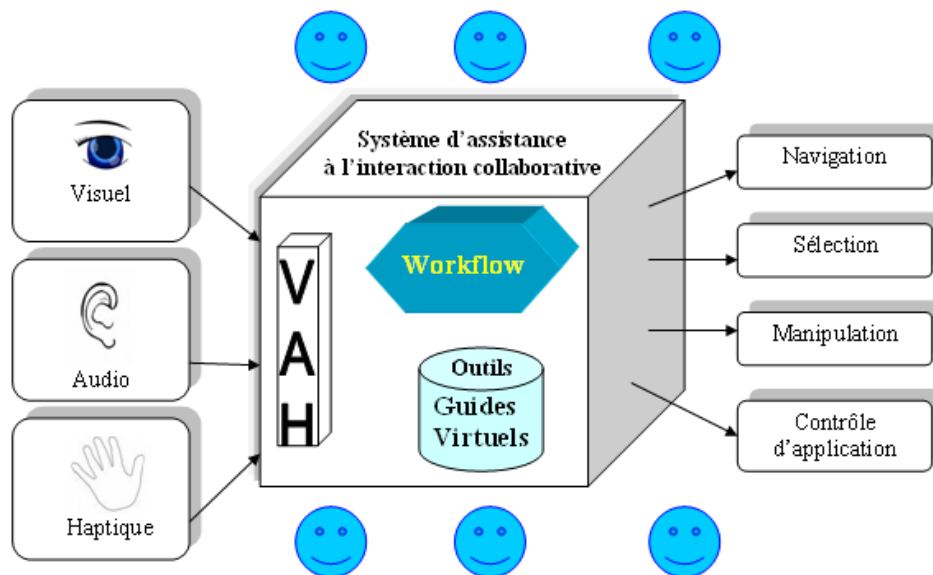 Système d'assistance
à l'interaction collaborative
Visuel
Audio
Haptique
V
A
H
Workflow
Outils
Guides
Virtuels
Navigation
Sélection
Manipulation
Contrôle
d'application